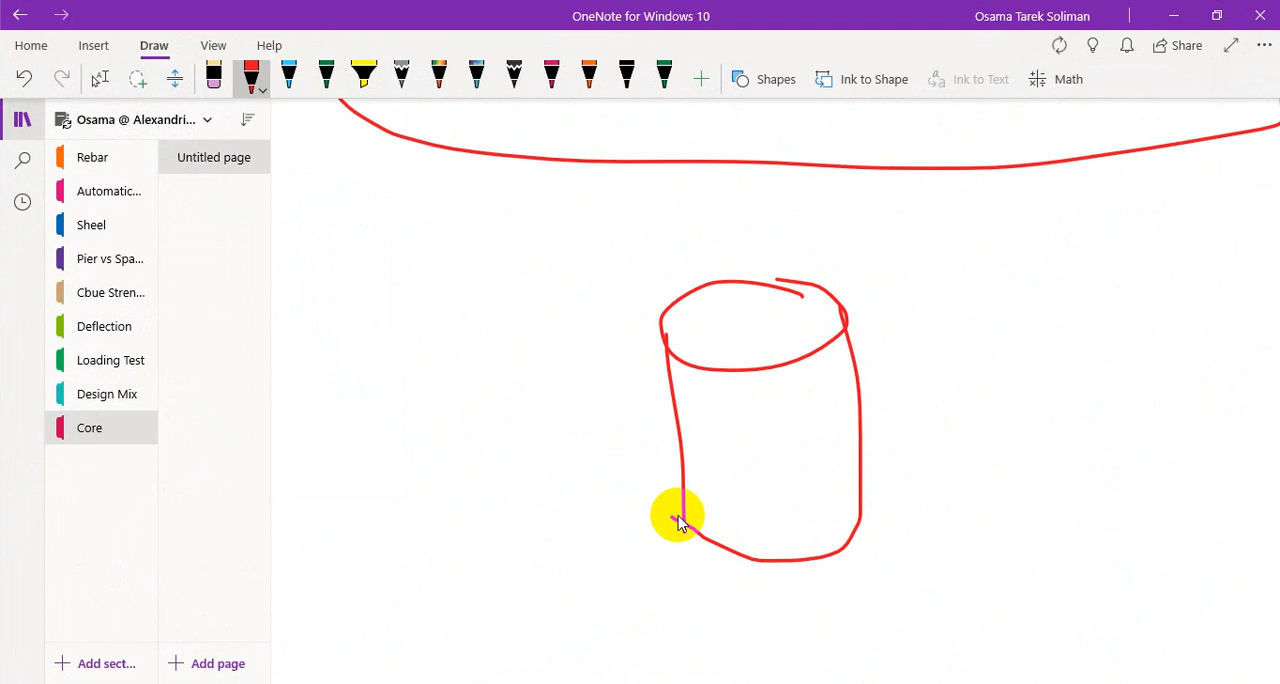 OneNote for Windows 10
Osama Tarek Soliman
Home
Insert
Draw
View
Help
Share
Shapes
Ink to Shape
Ink to Text
Math
Osama @ Alexandri...
Rebar
Untitled page
Automatic...
Sheel
Pier vs Spa...
Cbue Stren...
Deflection
Loading Test
Design Mix
Core
Add sect...
Add page